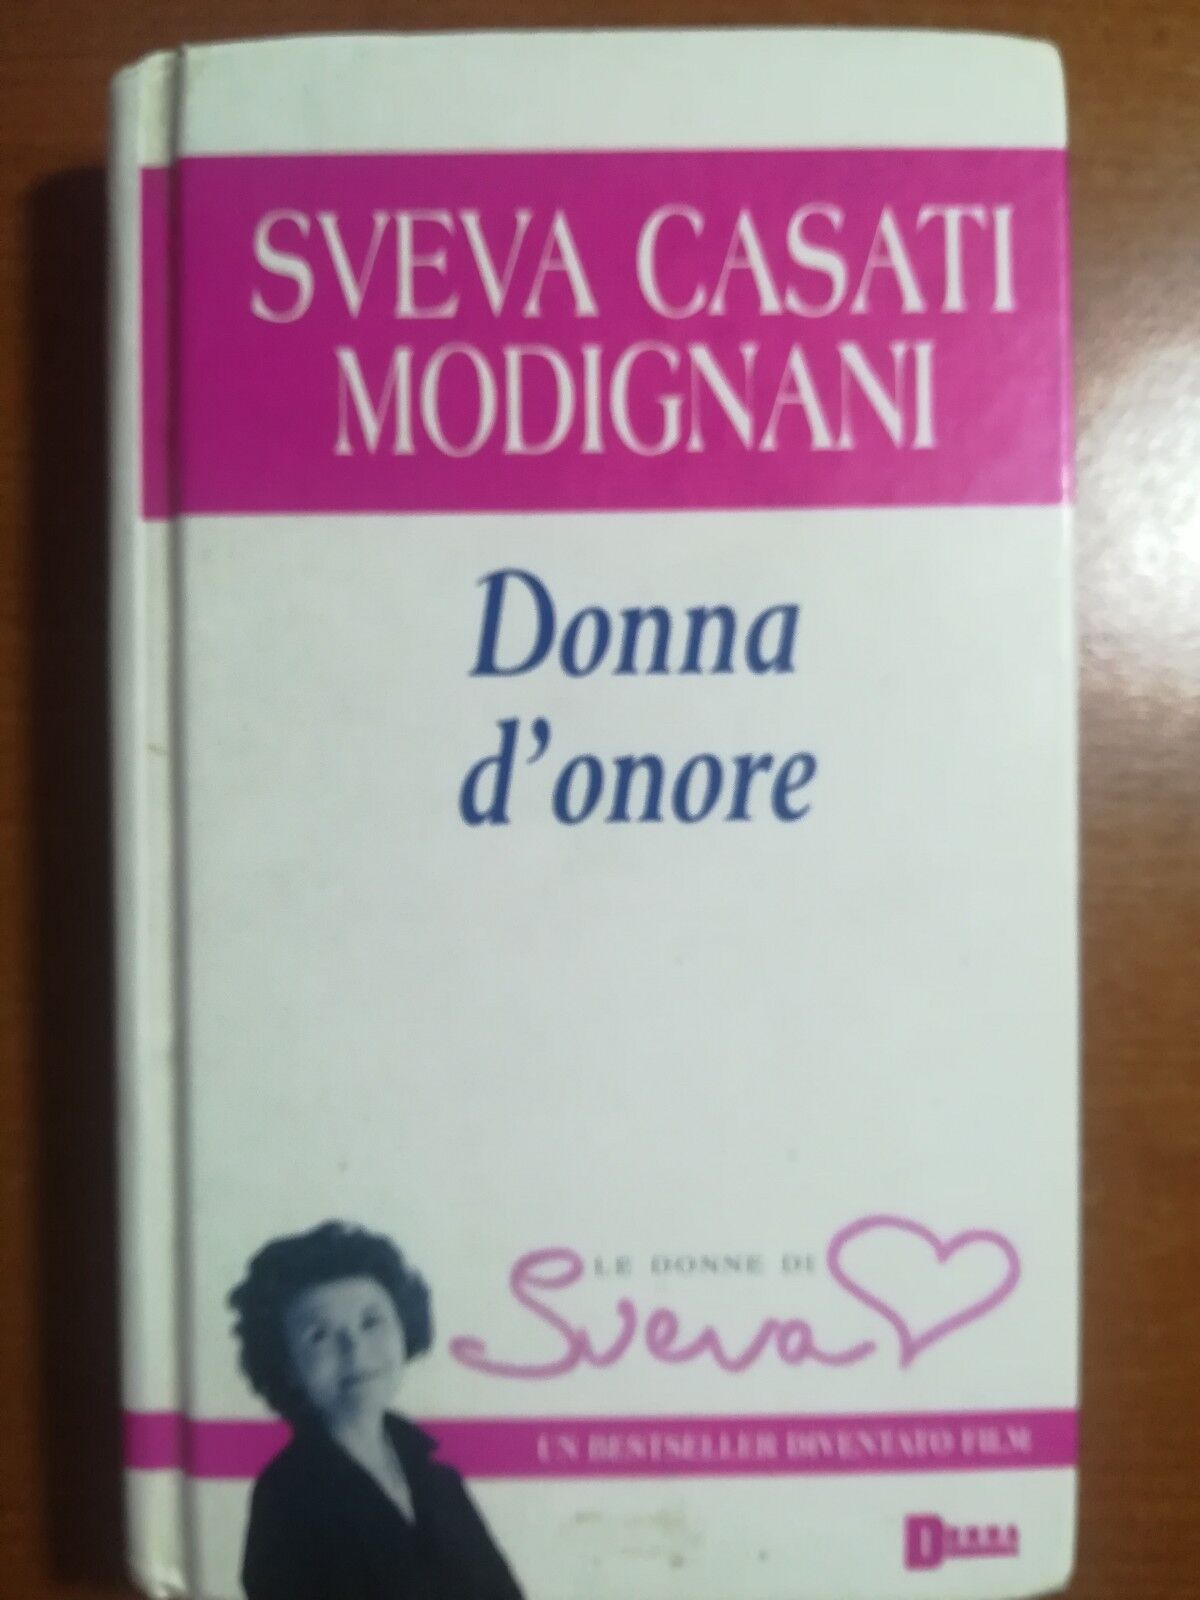 SVEVA CASATI
MODIGNANI
Donna
d'onore
LE DONNE DI
Sveva
UN BESTSELLER DIVENTATO FILM
DONNA